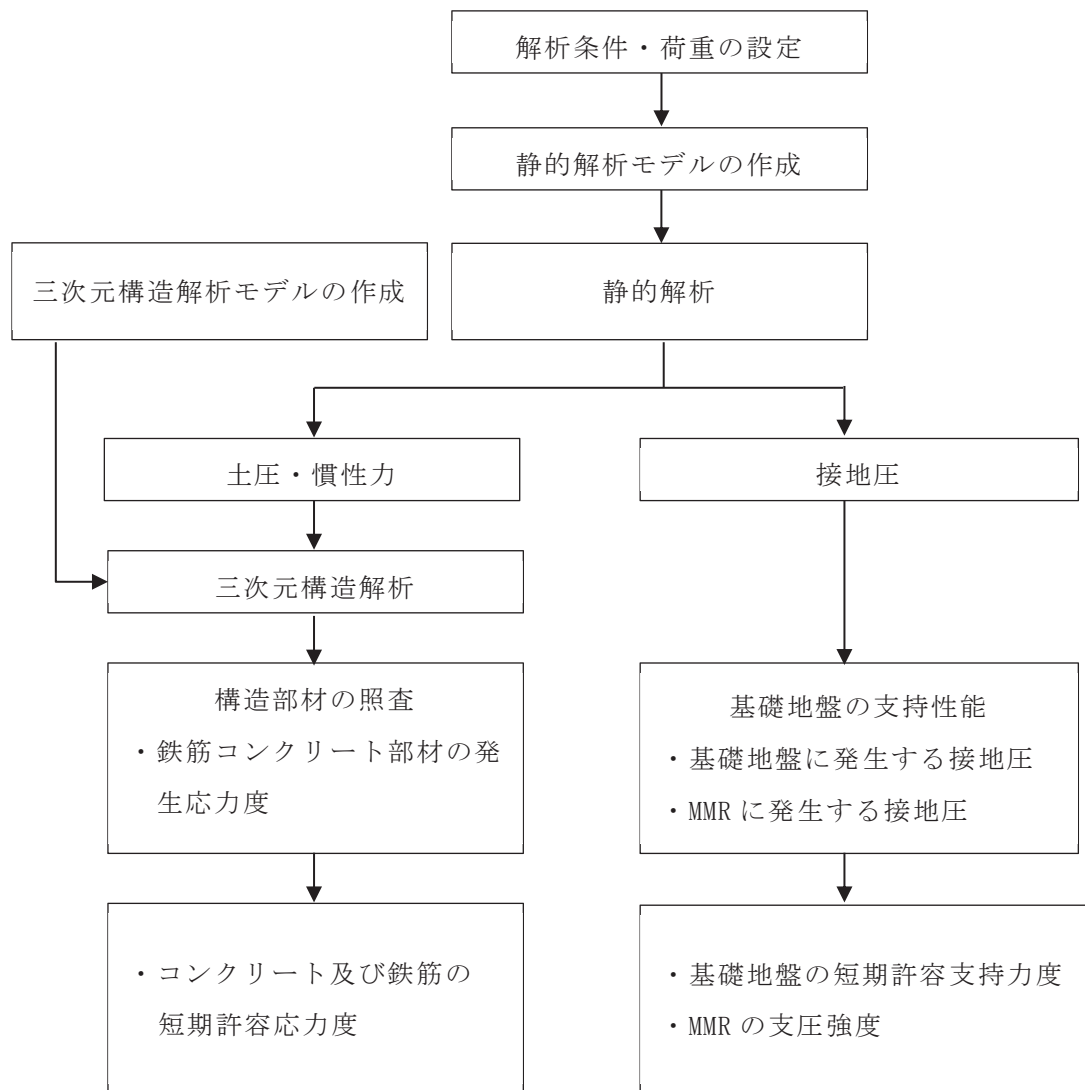 解析条件・荷重の設定
静的解析モデルの作成
三次元構造解析モデルの作成
静的解析
土圧・慣性力
接地圧
三次元構造解析
構造部材の照査
・鉄筋コンクリート部材の発
生応力度
基礎地盤の支持性能
・基礎地盤に発生する接地圧
・MMRに発生する接地圧
・コンクリート及び鉄筋の
短期許容応力度
・基礎地盤の短期許容支持力度
・MMRの支圧強度